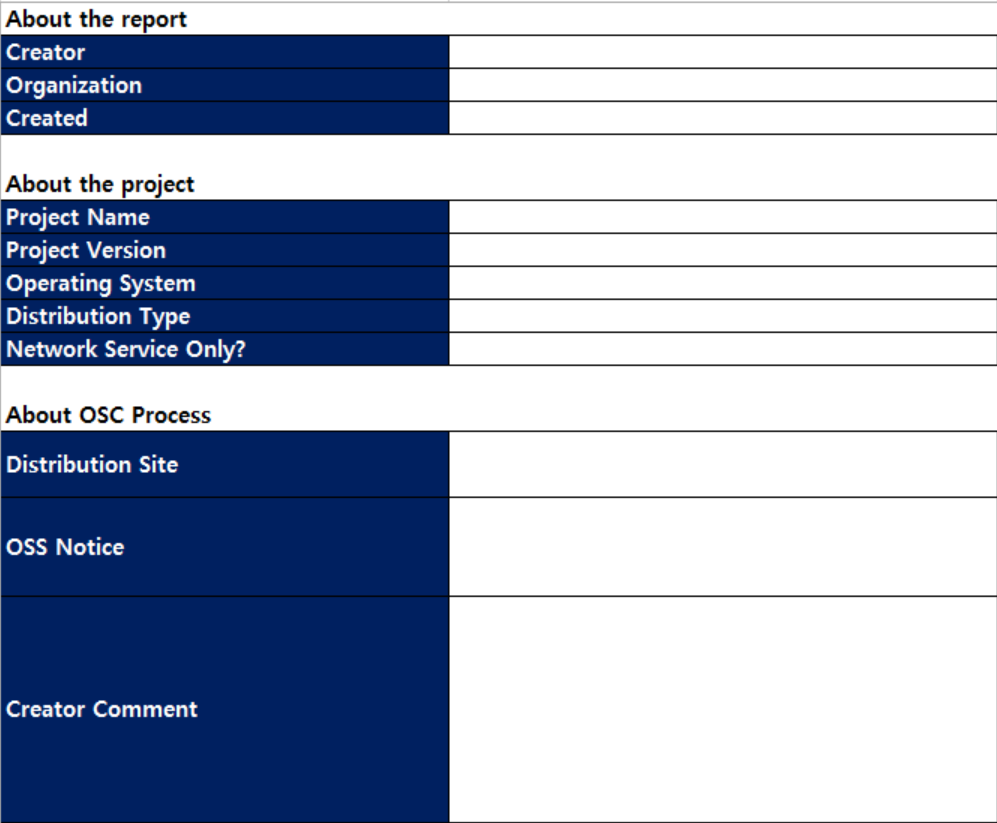 About the report
Creator
Organization
Created
About the project
Project Name
Project Version
Operating System
Distribution Type
Network Service Only?
About OSC Process
Distribution Site
OSS Notice
Creator Comment